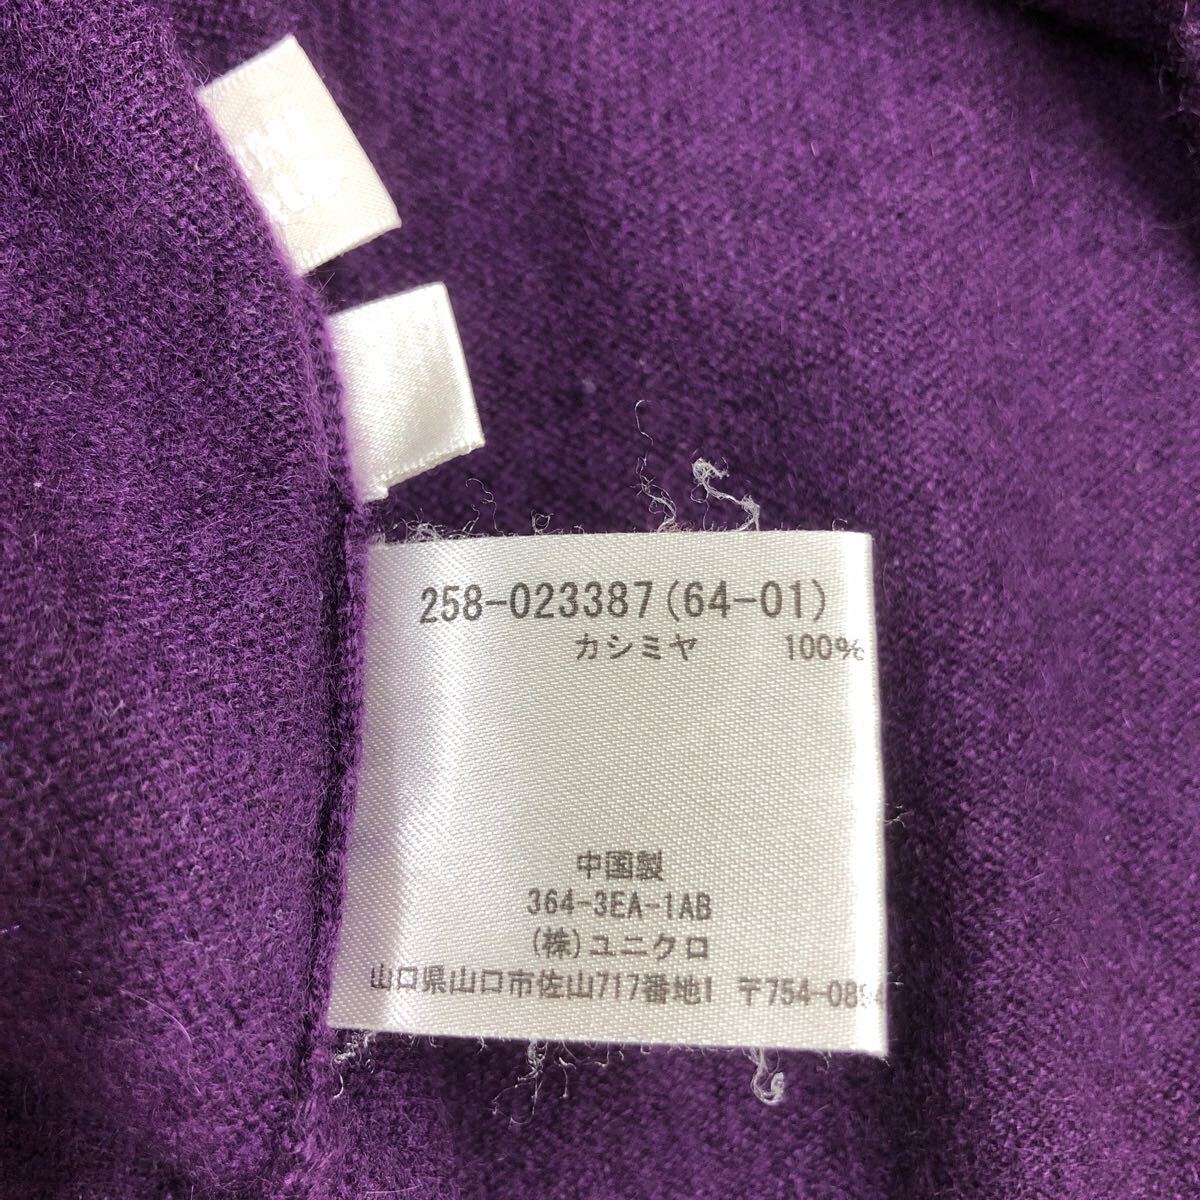 258-023387(64-01)
カシミヤ 100%
中国製
364-3EA-1AB
(株)ユニクロ
山口県山口市佐山717番地1 〒754-0894